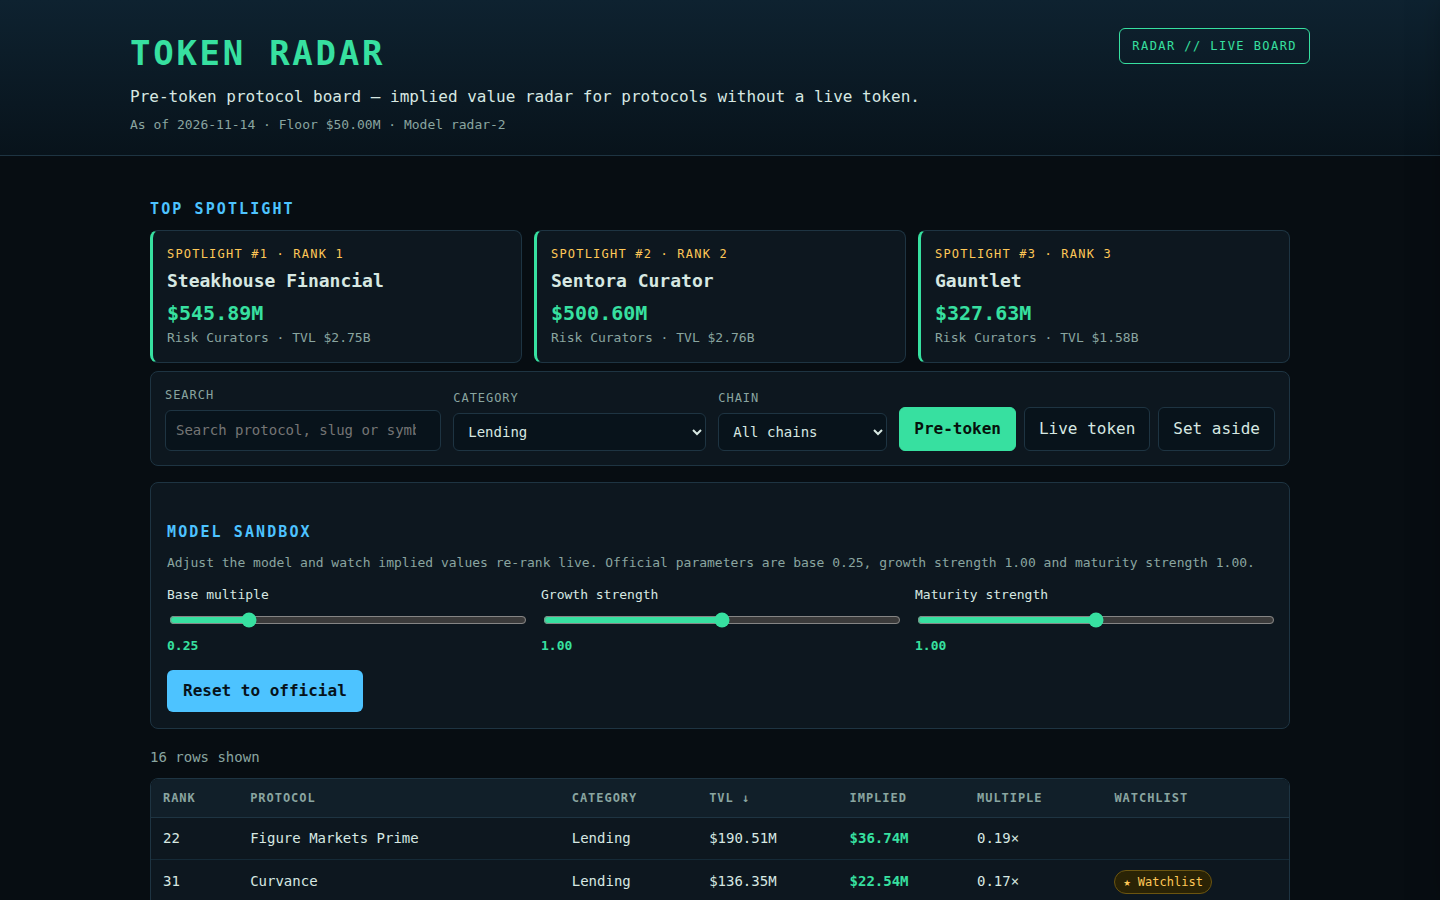 TOKEN RADAR
RADAR // LIVE BOARD
Pre-token protocol board — implied value radar for protocols without a live token.
As of 2026-11-14 · Floor $50.00M · Model radar-2
TOP SPOTLIGHT
SPOTLIGHT #1 · RANK 1
Steakhouse Financial
$545.89M
Risk Curators · TVL $2.75B
SPOTLIGHT #2 · RANK 2
Sentora Curator
$500.60M
Risk Curators · TVL $2.76B
SPOTLIGHT #3 · RANK 3
Gauntlet
$327.63M
Risk Curators · TVL $1.58B
SEARCH
Search protocol, slug or symb
CATEGORY
Lending
CHAIN
All chains
Pre-token Live token Set aside
MODEL SANDBOX
Adjust the model and watch implied values re-rank live. Official parameters are base 0.25, growth strength 1.00 and maturity strength 1.00.
Base multiple
0.25
Growth strength
1.00
Maturity strength
1.00
Reset to official
16 rows shown
RANK PROTOCOL CATEGORY TVL ↓ IMPLIED MULTIPLE WATCHLIST
22 Figure Markets Prime Lending $190.51M $36.74M 0.19×
31 Curvance Lending $136.35M $22.54M 0.17× ★ Watchlist